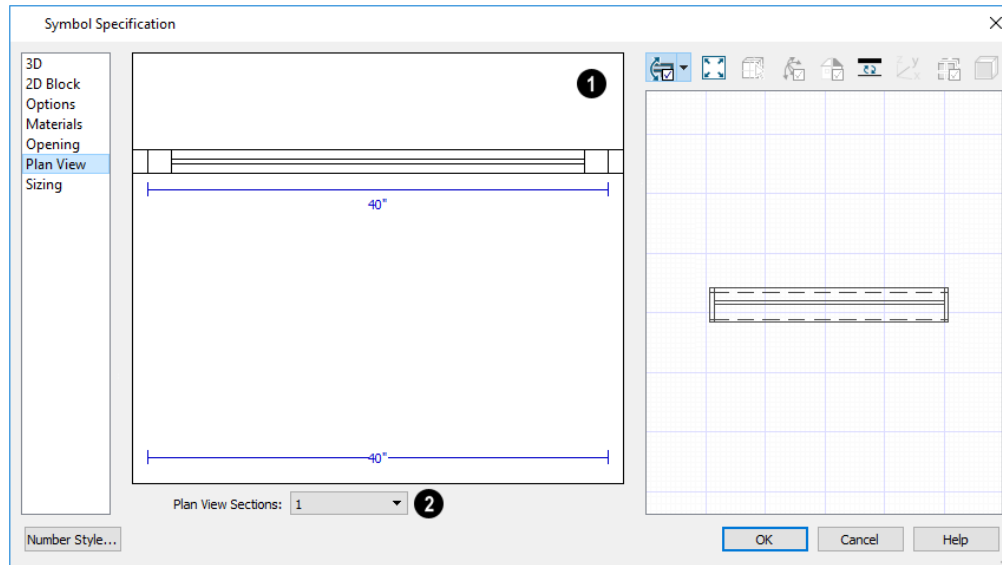 Symbol Specification
3D
2D Block
Options
Materials
Opening
Plan View
Sizing
1
40"
40"
Plan View Sections: 1
2
Number Style...
OK
Cancel
Help